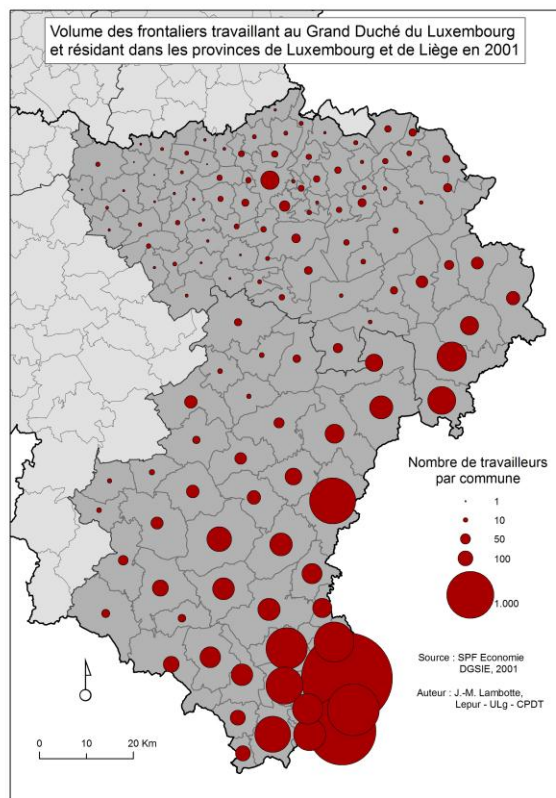 Volume des frontaliers travaillant au Grand Duché du Luxembourg
et résidant dans les provinces de Luxembourg et de Liège en 2001
Nombre de travailleurs
par commune
1
10
50
100
1.000
Source : SPF Economie
DGSIE, 2001
Auteur : J.-M. Lambotte,
Lepur - ULg - CPDT
0 10 20 Km